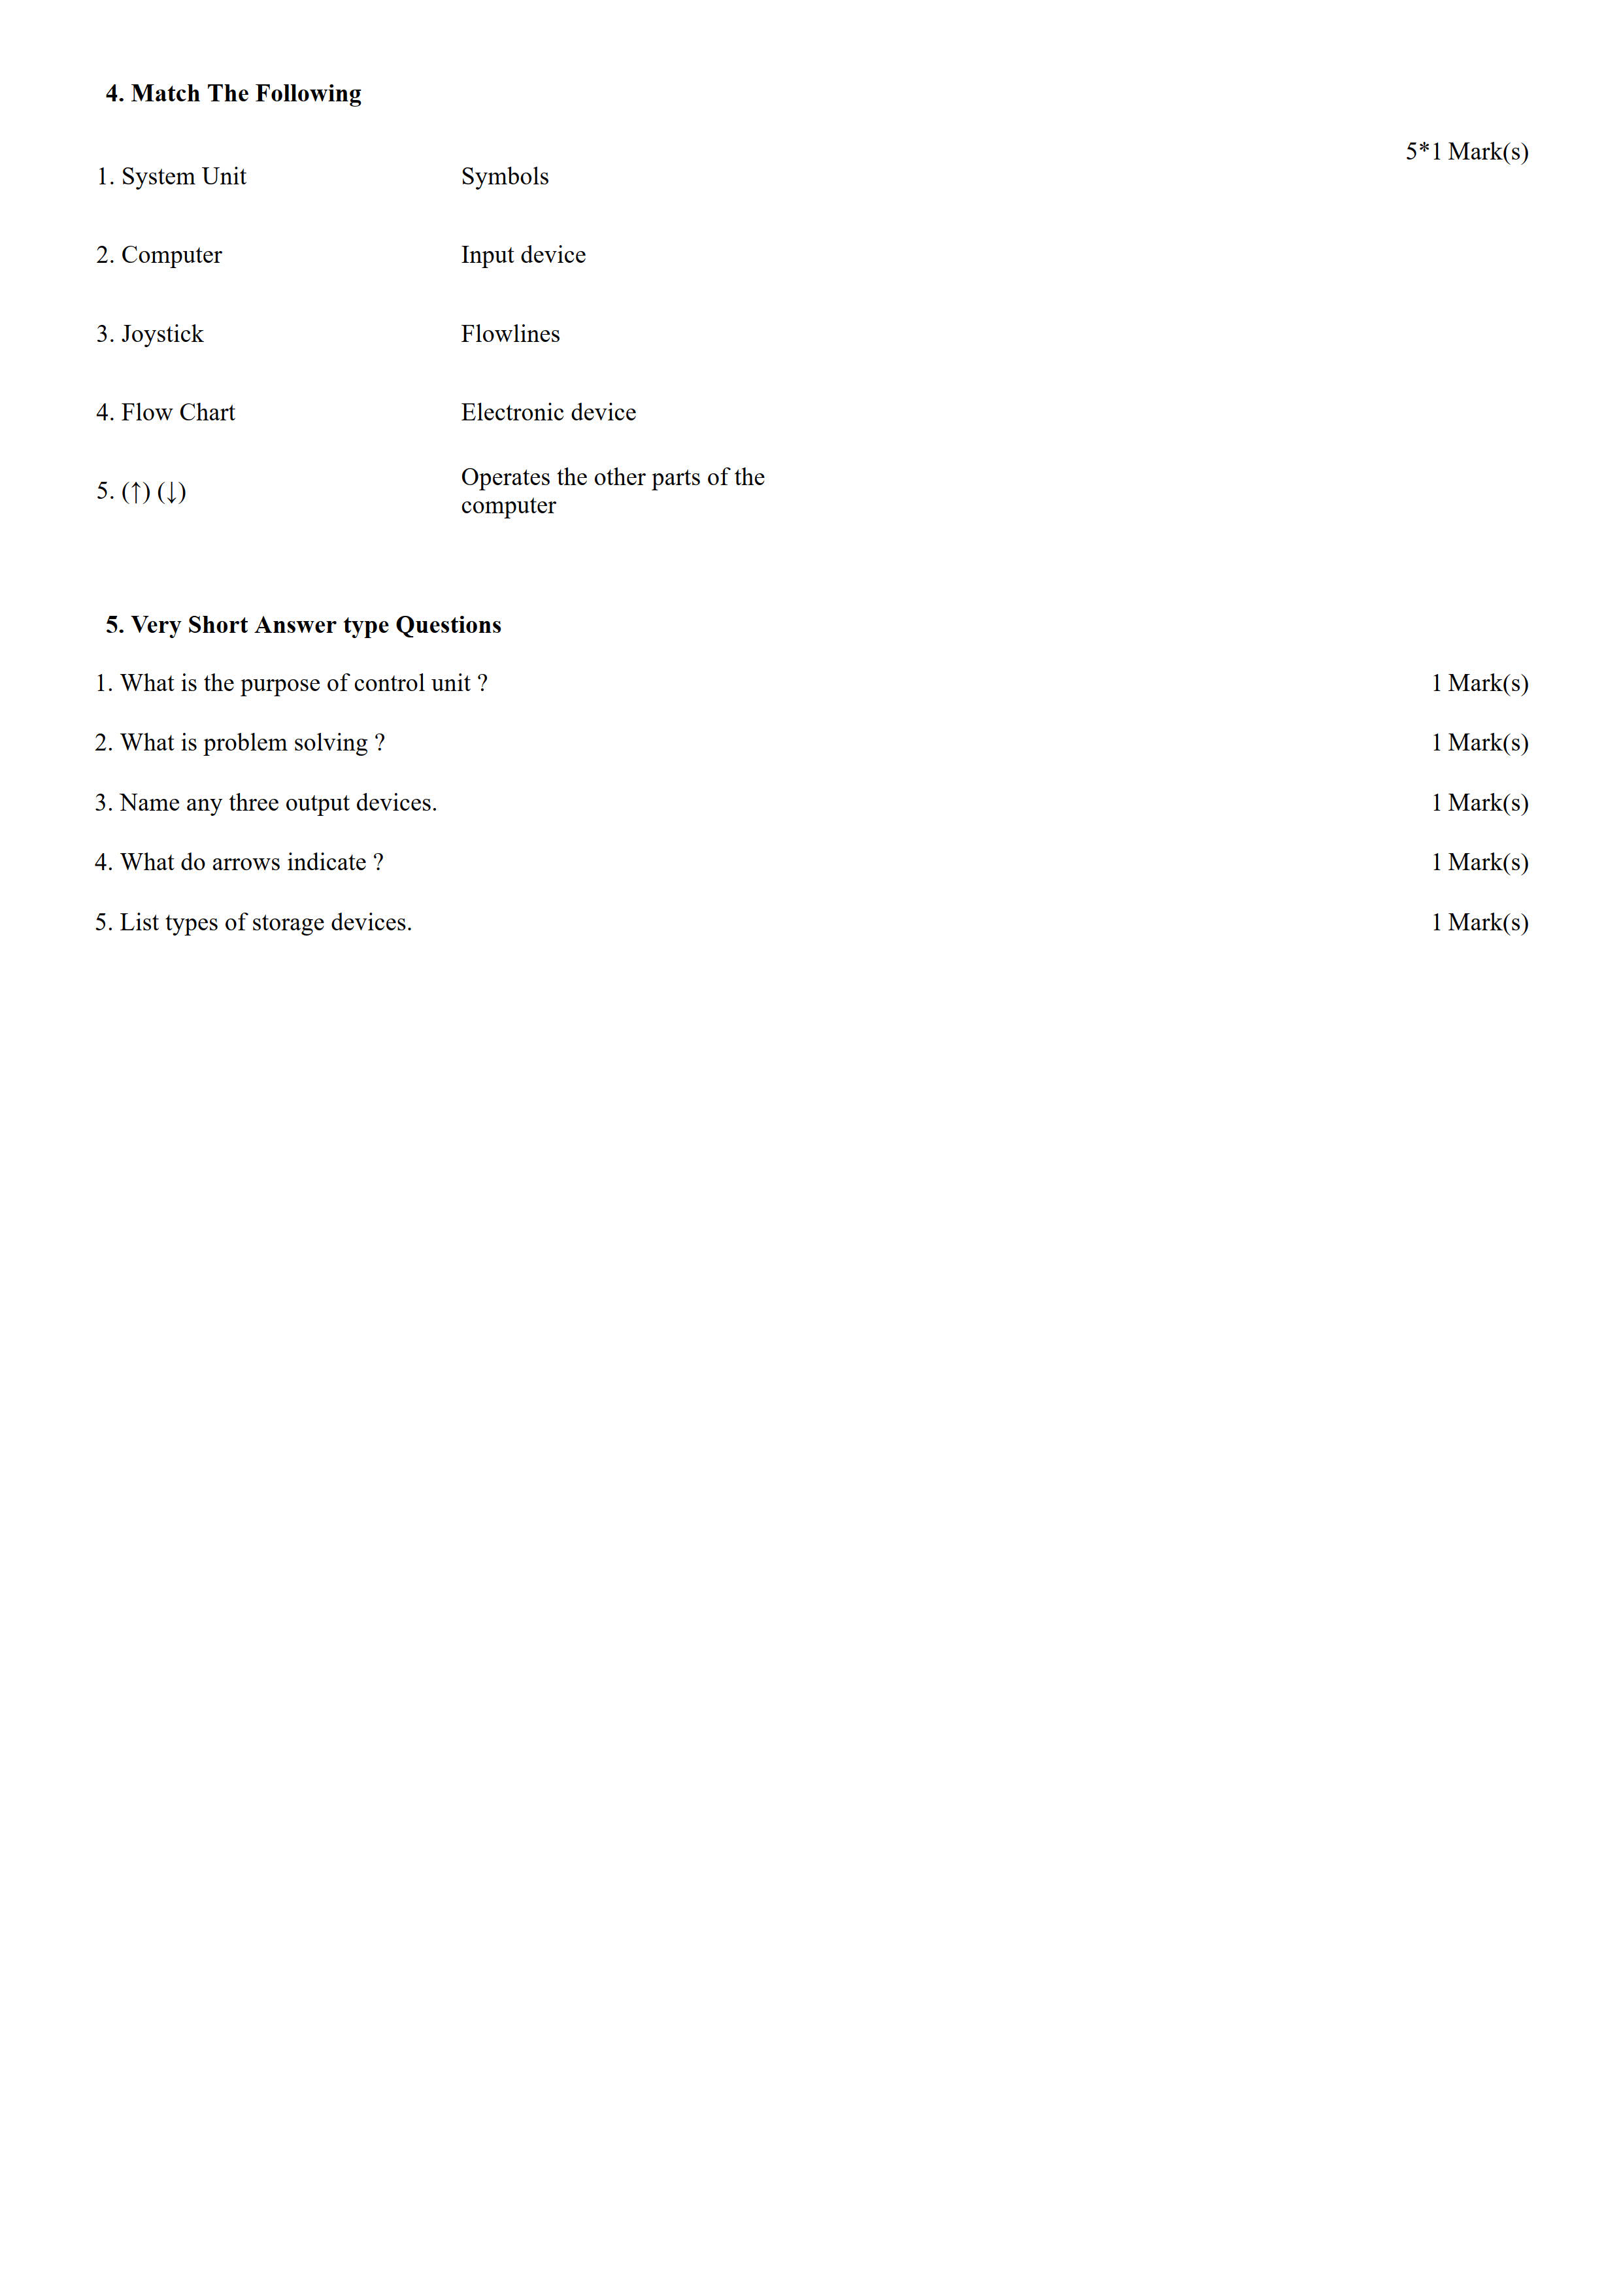 4. Match The Following
5*1 Mark(s)
1. System Unit Symbols
2. Computer Input device
3. Joystick Flowlines
4. Flow Chart Electronic device
5. (↑) (↓) Operates the other parts of the
computer
5. Very Short Answer type Questions
1. What is the purpose of control unit ? 1 Mark(s)
2. What is problem solving ? 1 Mark(s)
3. Name any three output devices. 1 Mark(s)
4. What do arrows indicate ? 1 Mark(s)
5. List types of storage devices. 1 Mark(s)